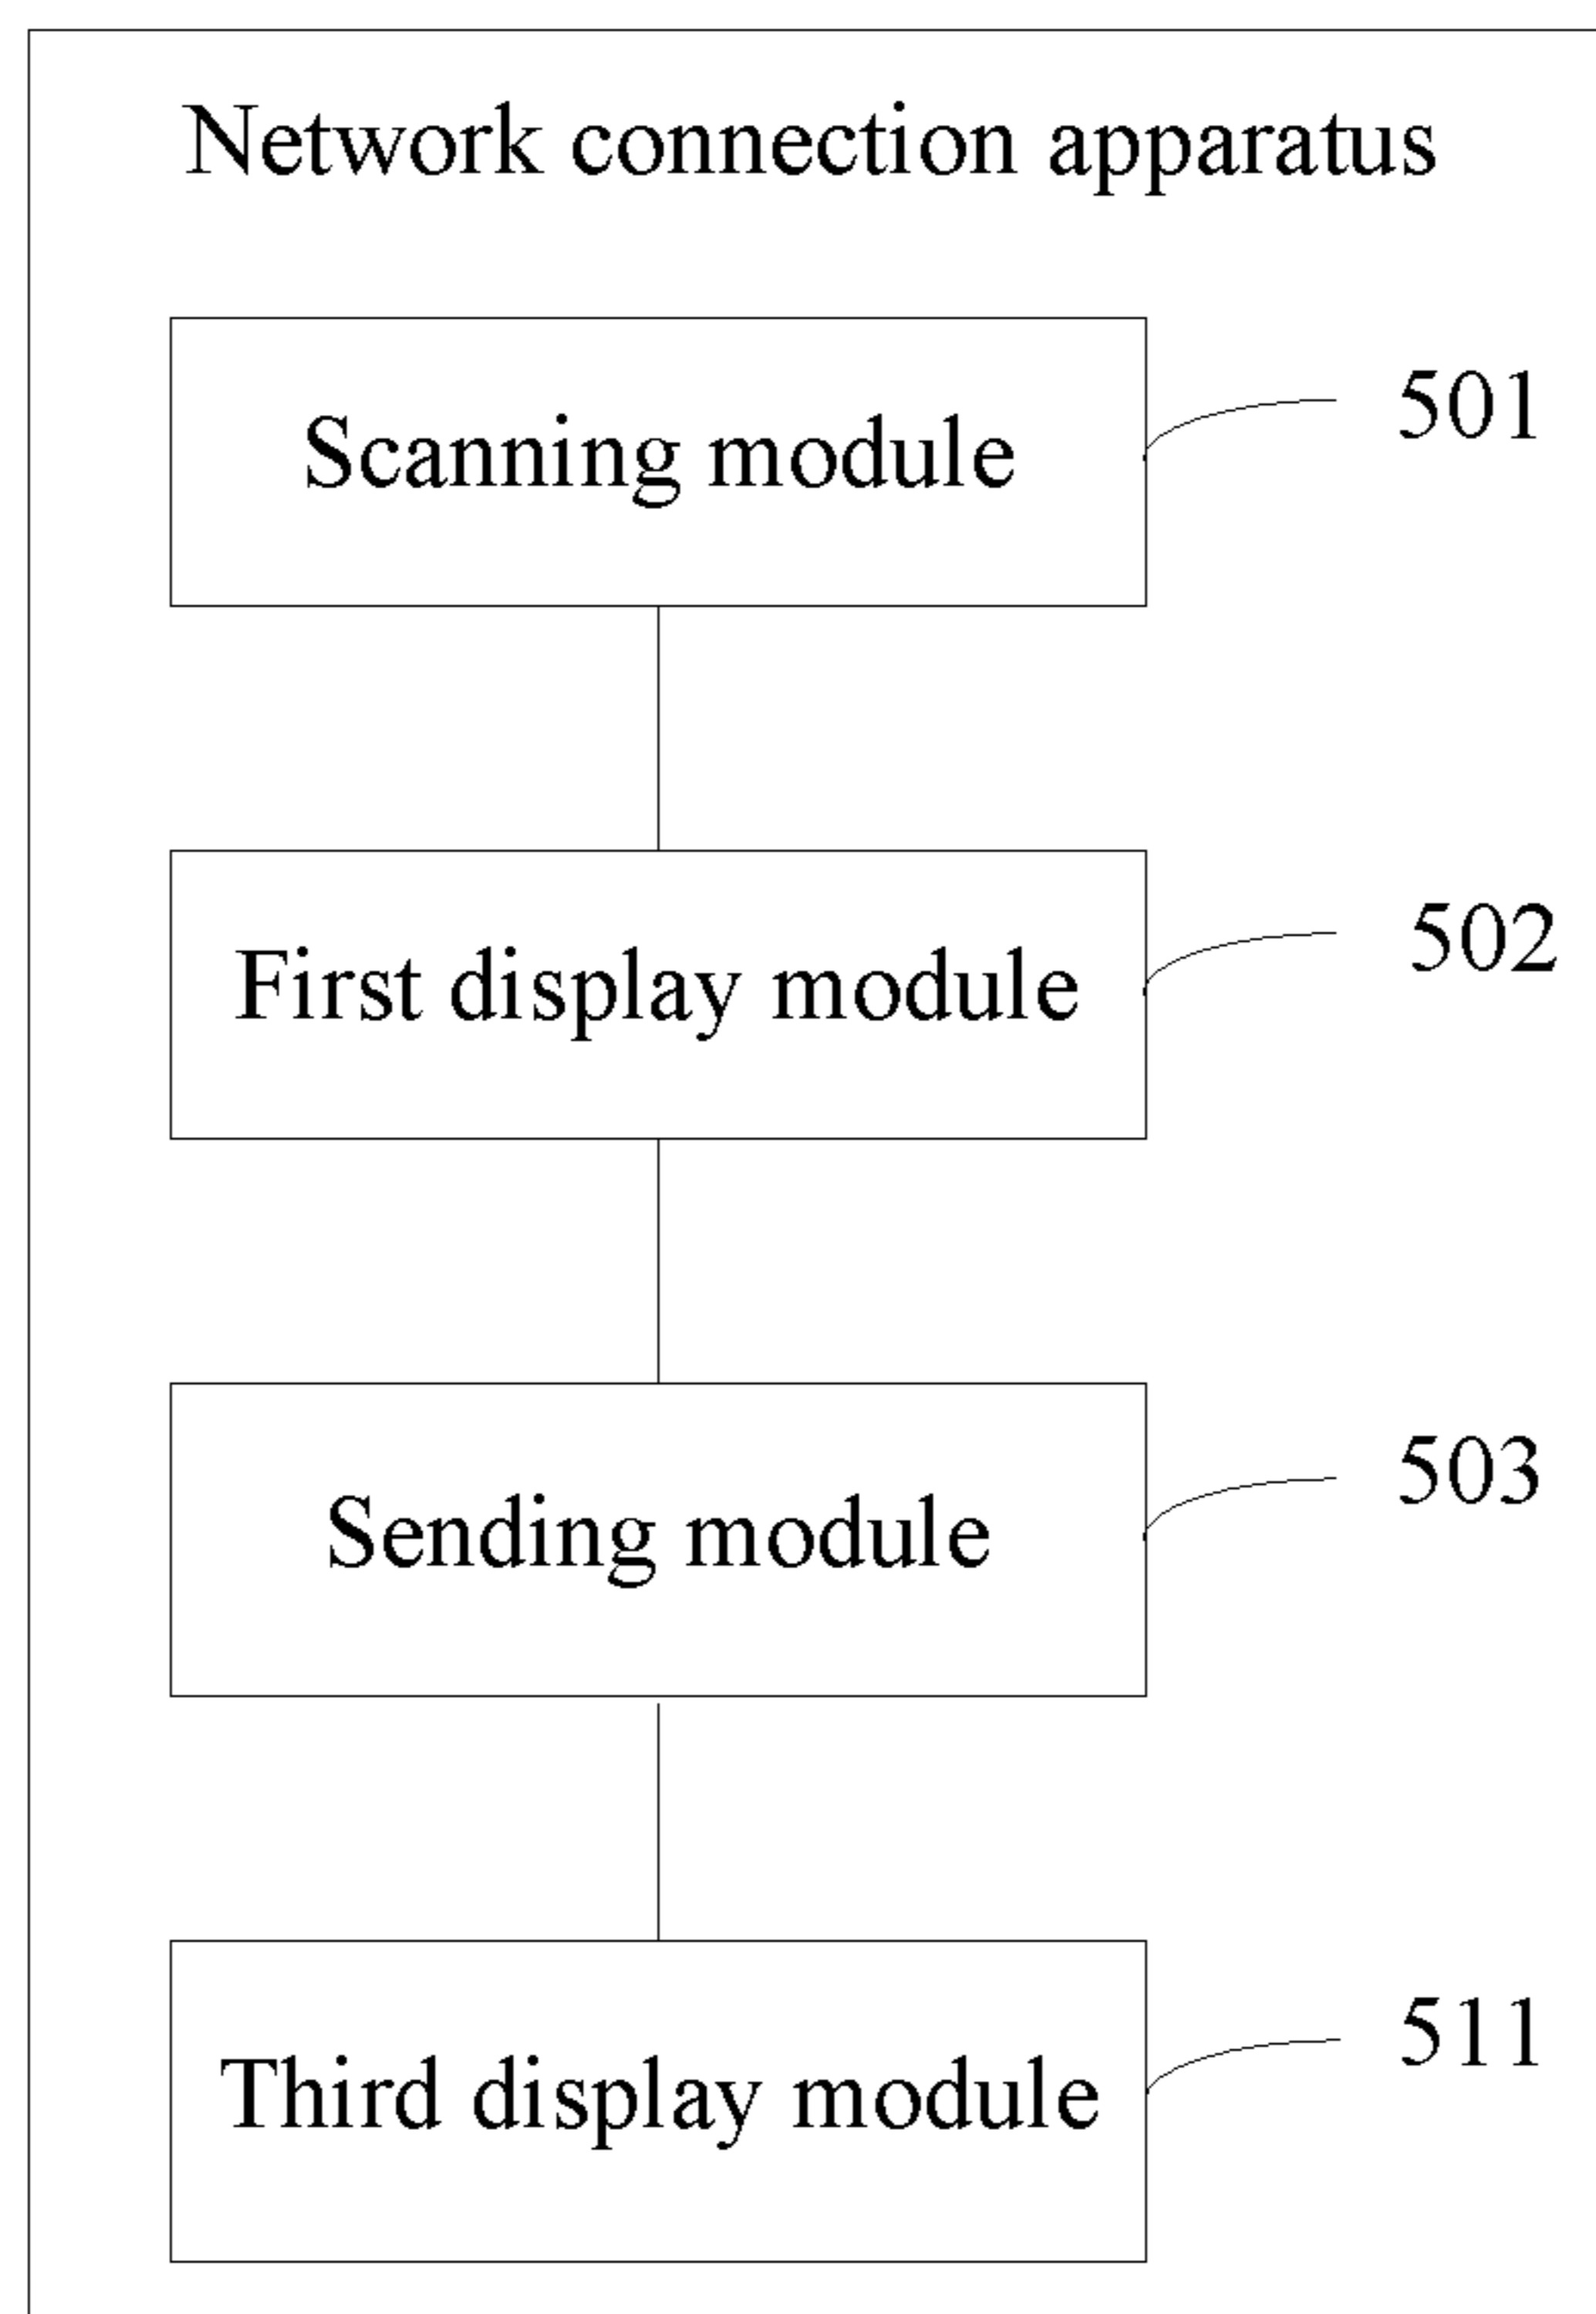 Network connection apparatus
Scanning module
501
First display module
502
Sending module
503
Third display module
511